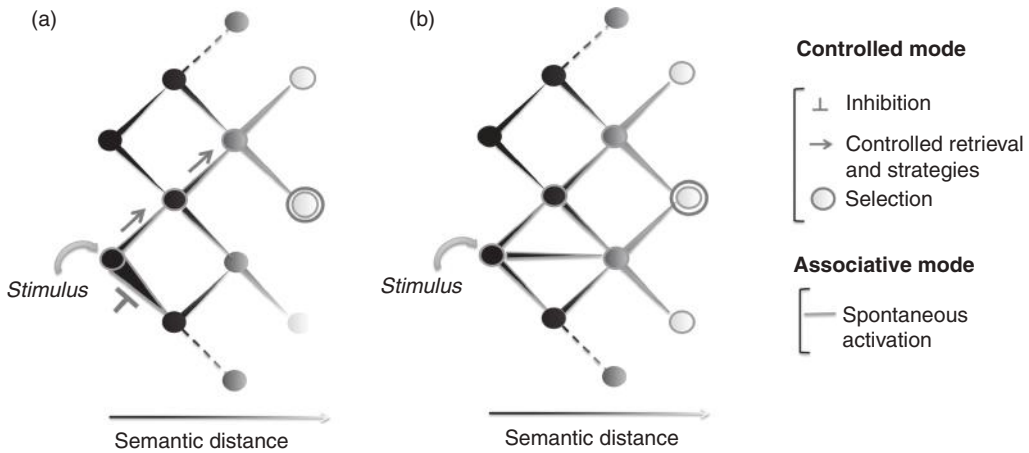 (a)
Stimulus
Semantic distance
(b)
Stimulus
Semantic distance
Controlled mode
Inhibition
Controlled retrieval
and strategies
Selection
Associative mode
Spontaneous
activation